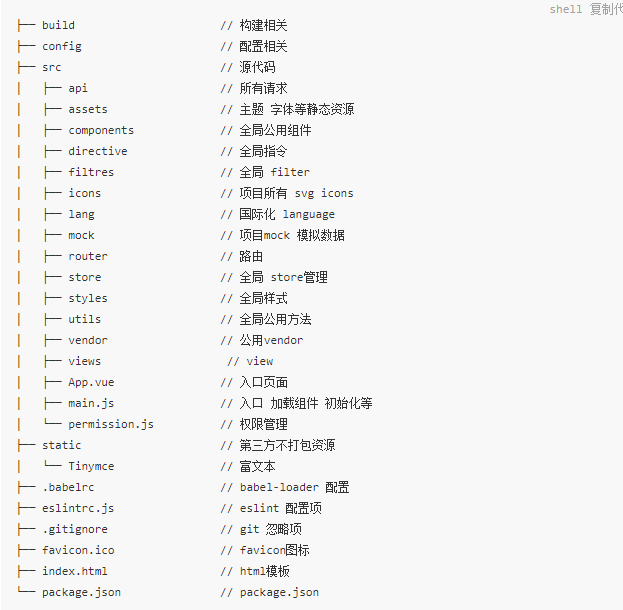 shell 复制代
├── build                      // 构建相关
├── config                     // 配置相关
├── src                        // 源代码
│   ├── api                    // 所有请求
│   ├── assets                 // 主题 字体等静态资源
│   ├── components             // 全局公用组件
│   ├── directive              // 全局指令
│   ├── filtres                // 全局 filter
│   ├── icons                  // 项目所有 svg icons
│   ├── lang                   // 国际化 language
│   ├── mock                   // 项目mock 模拟数据
│   ├── router                 // 路由
│   ├── store                  // 全局 store管理
│   ├── styles                 // 全局样式
│   ├── utils                  // 全局公用方法
│   ├── vendor                 // 公用vendor
│   ├── views                   // view
│   ├── App.vue                // 入口页面
│   ├── main.js                // 入口 加载组件 初始化等
│   └── permission.js          // 权限管理
├── static                     // 第三方不打包资源
│   └── Tinymce                // 富文本
├── .babelrc                   // babel-loader 配置
├── eslintrc.js                // eslint 配置项
├── .gitignore                 // git 忽略项
├── favicon.ico                // favicon图标
├── index.html                 // html模板
└── package.json               // package.json